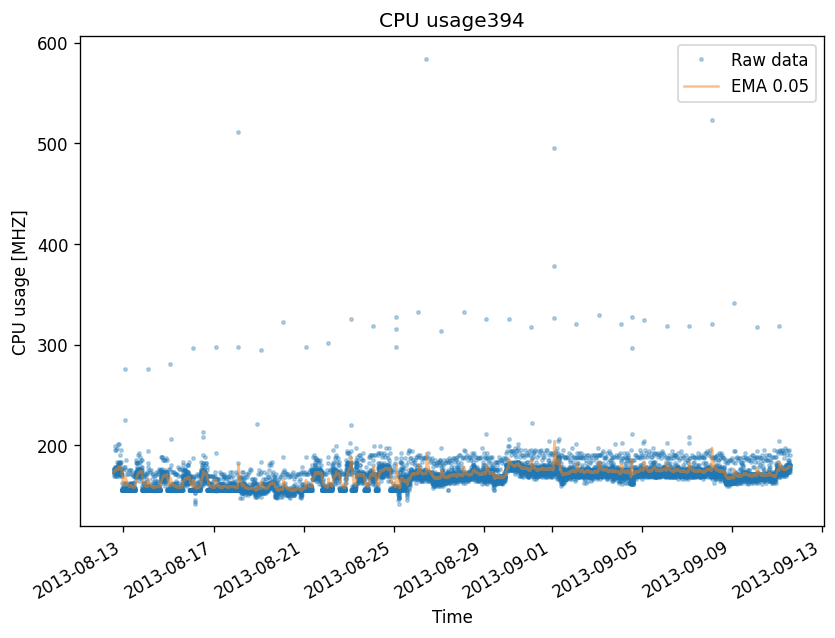 CPU usage394
600
500
400
300
200
CPU usage [MHZ]
Raw data
EMA 0.05
2013-08-13
2013-08-17
2013-08-21
2013-08-25
2013-08-29
2013-09-01
2013-09-05
2013-09-09
2013-09-13
Time